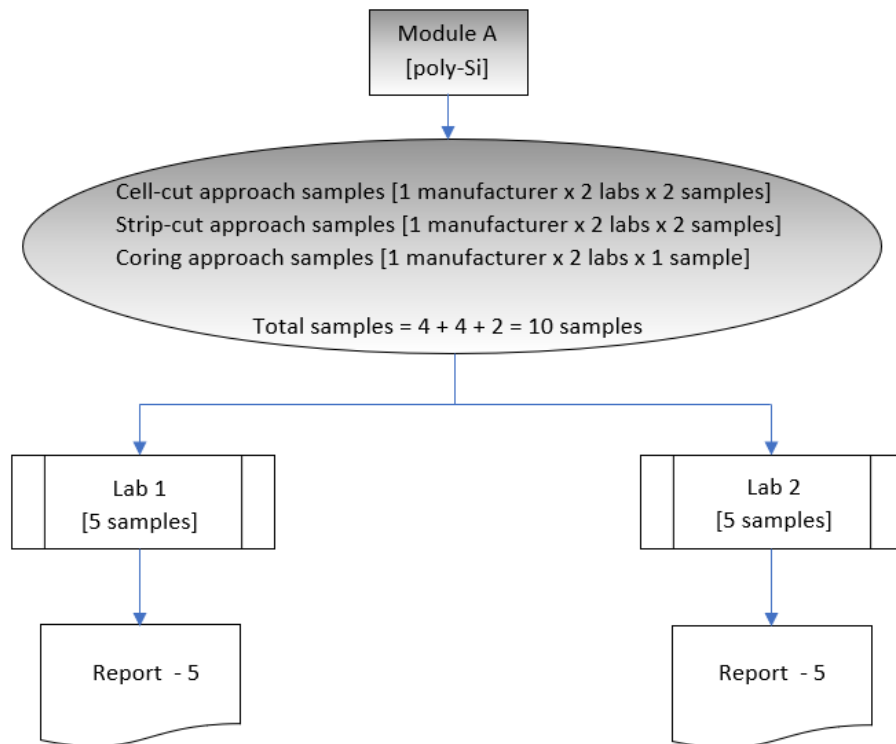 Module A
[poly-Si]
Cell-cut approach samples [1 manufacturer x 2 labs x 2 samples]
Strip-cut approach samples [1 manufacturer x 2 labs x 2 samples]
Coring approach samples [1 manufacturer x 2 labs x 1 sample]
Total samples = 4 + 4 + 2 = 10 samples
Lab 1
[5 samples]
Lab 2
[5 samples]
Report - 5
Report - 5